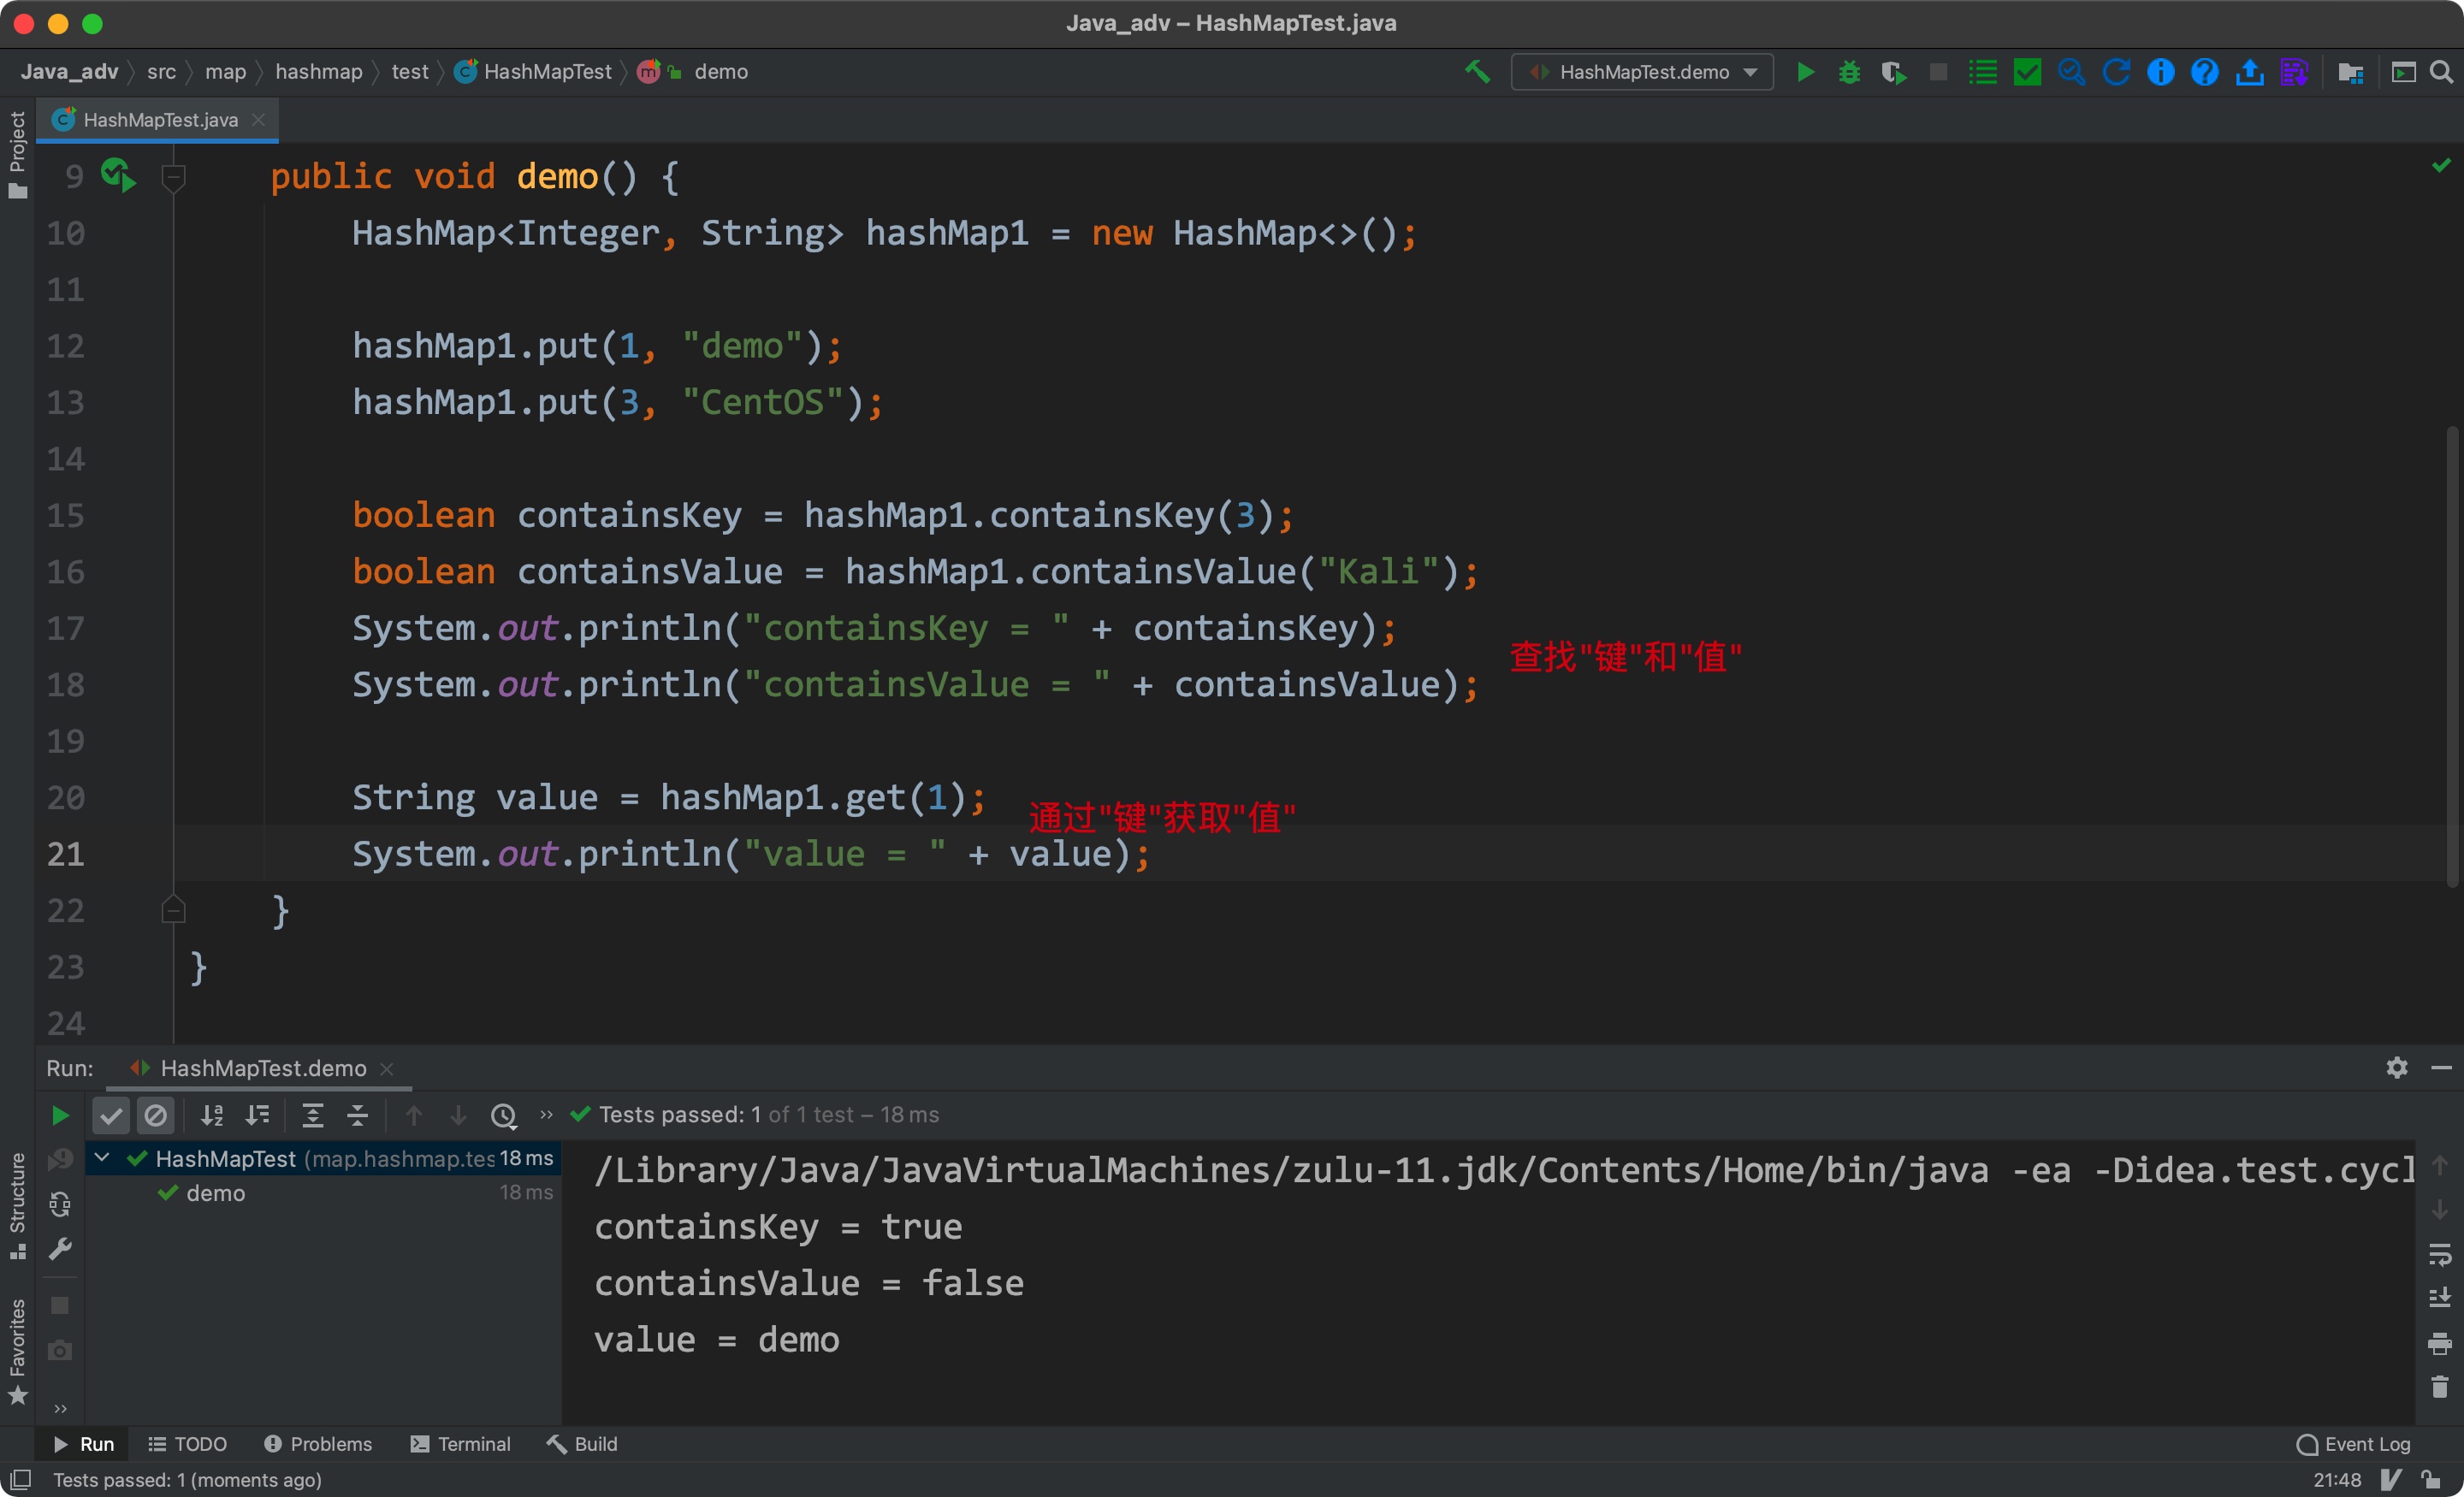 Java_adv – HashMapTest.java
Java_adv src map hashmap test HashMapTest demo HashMapTest.demo
Project
HashMapTest.java
9 public void demo() {
10 HashMap<Integer, String> hashMap1 = new HashMap<>();
11
12 hashMap1.put(1, "demo");
13 hashMap1.put(3, "CentOS");
14
15 boolean containsKey = hashMap1.containsKey(3);
16 boolean containsValue = hashMap1.containsValue("Kali");
17 System.out.println("containsKey = " + containsKey);
查找"键"和"值"
18 System.out.println("containsValue = " + containsValue);
19
20 String value = hashMap1.get(1);
通过"键"获取"值"
21 System.out.println("value = " + value);
22 }
23 }
24
Run: HashMapTest.demo
Tests passed: 1 of 1 test – 18 ms
HashMapTest (map.hashmap.tes 18 ms
demo 18 ms
/Library/Java/JavaVirtualMachines/zulu-11.jdk/Contents/Home/bin/java -ea -Didea.test.cycl
containsKey = true
containsValue = false
value = demo
Structure
Favorites
Run TODO Problems Terminal Build Event Log
Tests passed: 1 (moments ago) 21:48